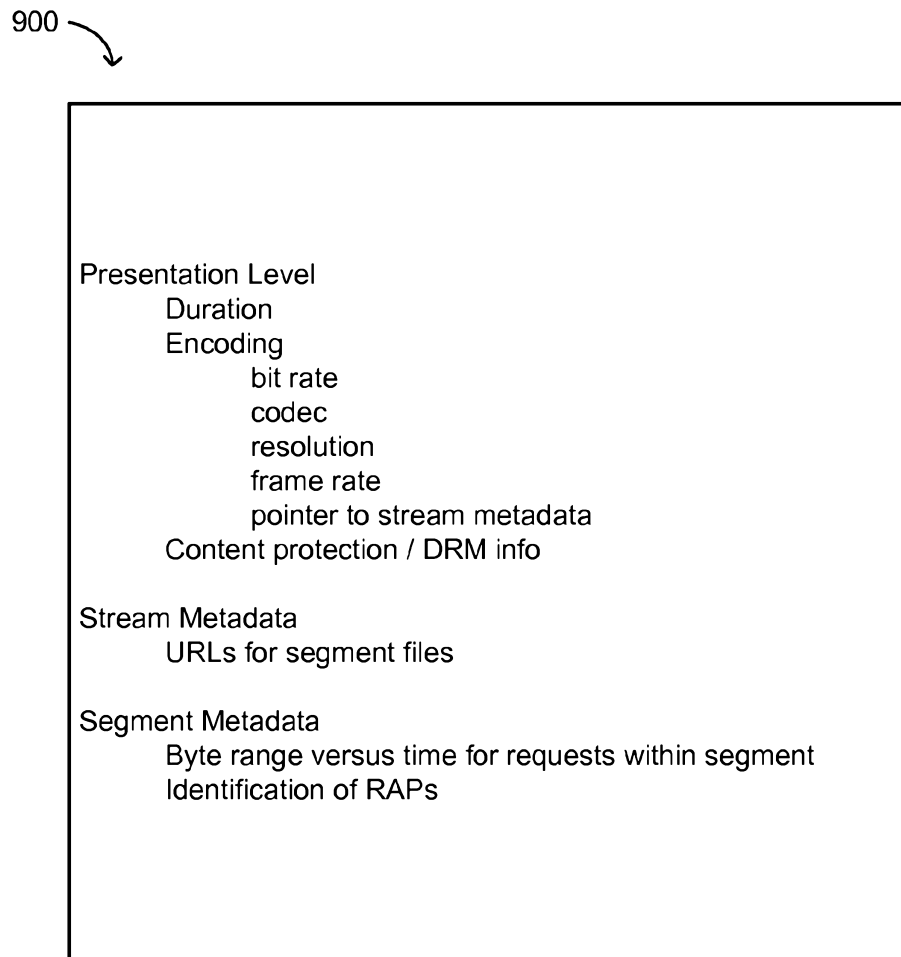 900
Presentation Level
Duration
Encoding
bit rate
codec
resolution
frame rate
pointer to stream metadata
Content protection / DRM info
Stream Metadata
URLs for segment files
Segment Metadata
Byte range versus time for requests within segment
Identification of RAPs